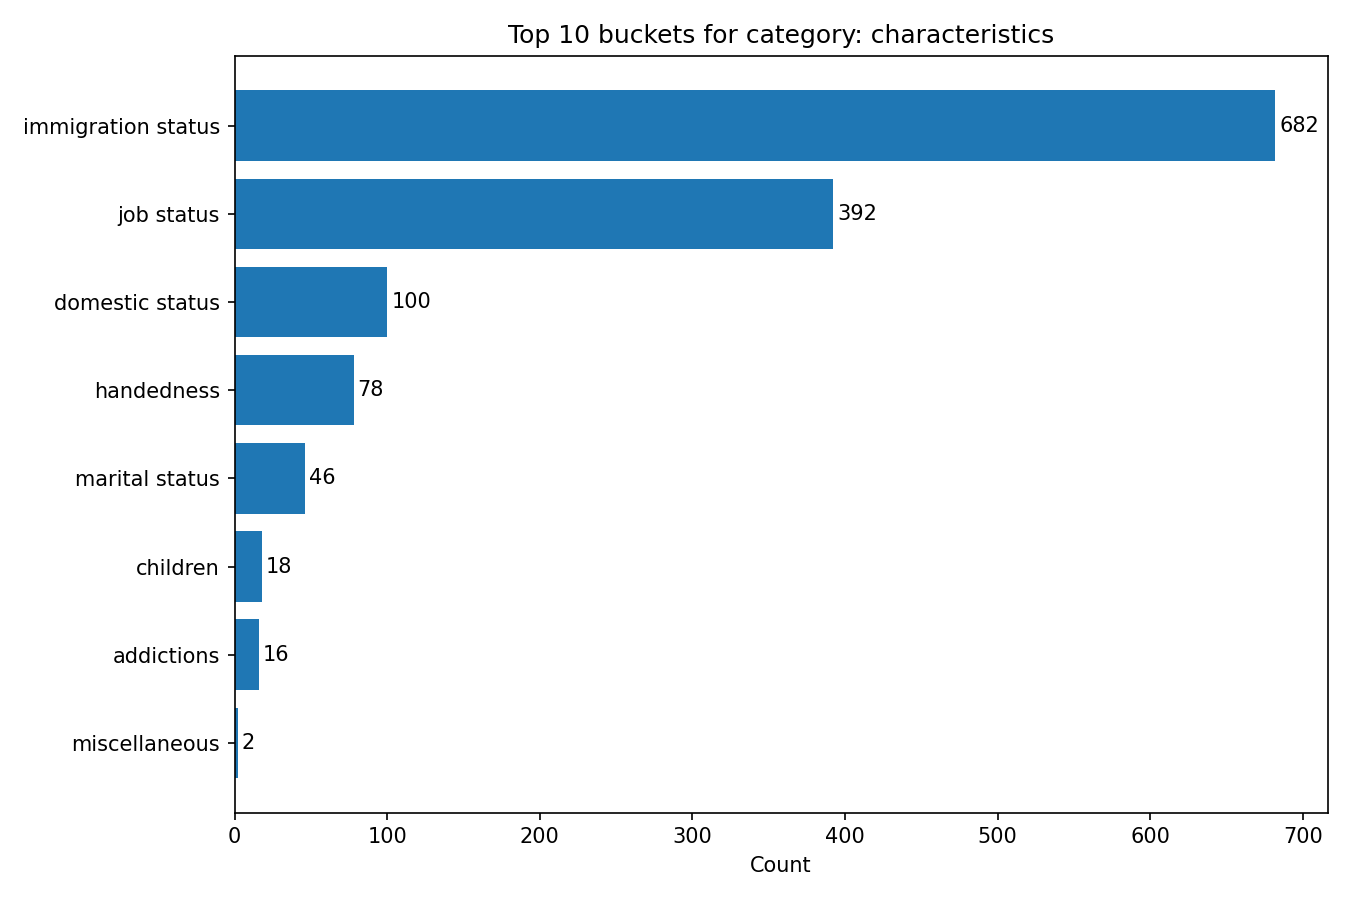 Top 10 buckets for category: characteristics
immigration status 682
job status 392
domestic status 100
handedness 78
marital status 46
children 18
addictions 16
miscellaneous 2
0 100 200 300 400 500 600 700
Count